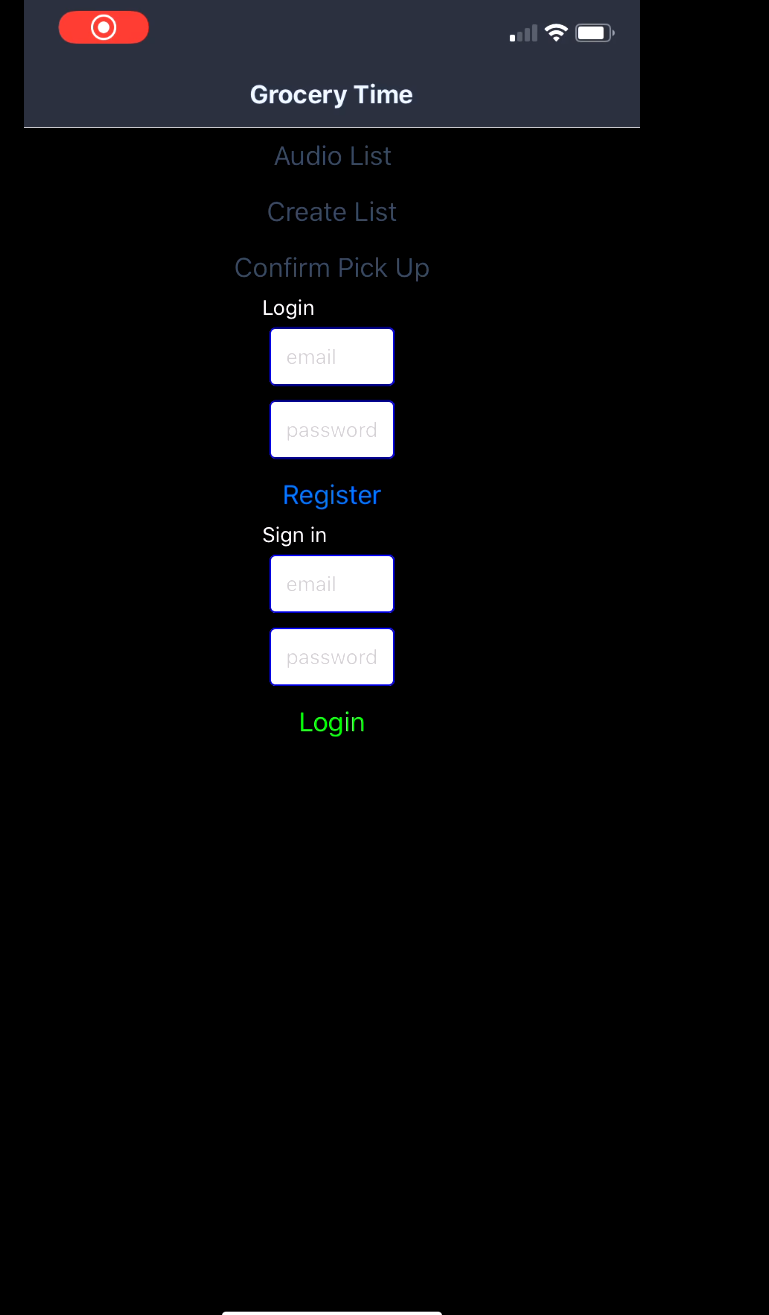 Grocery Time
Audio List
Create List
Confirm Pick Up
Login
email
password
Register
Sign in
email
password
Login